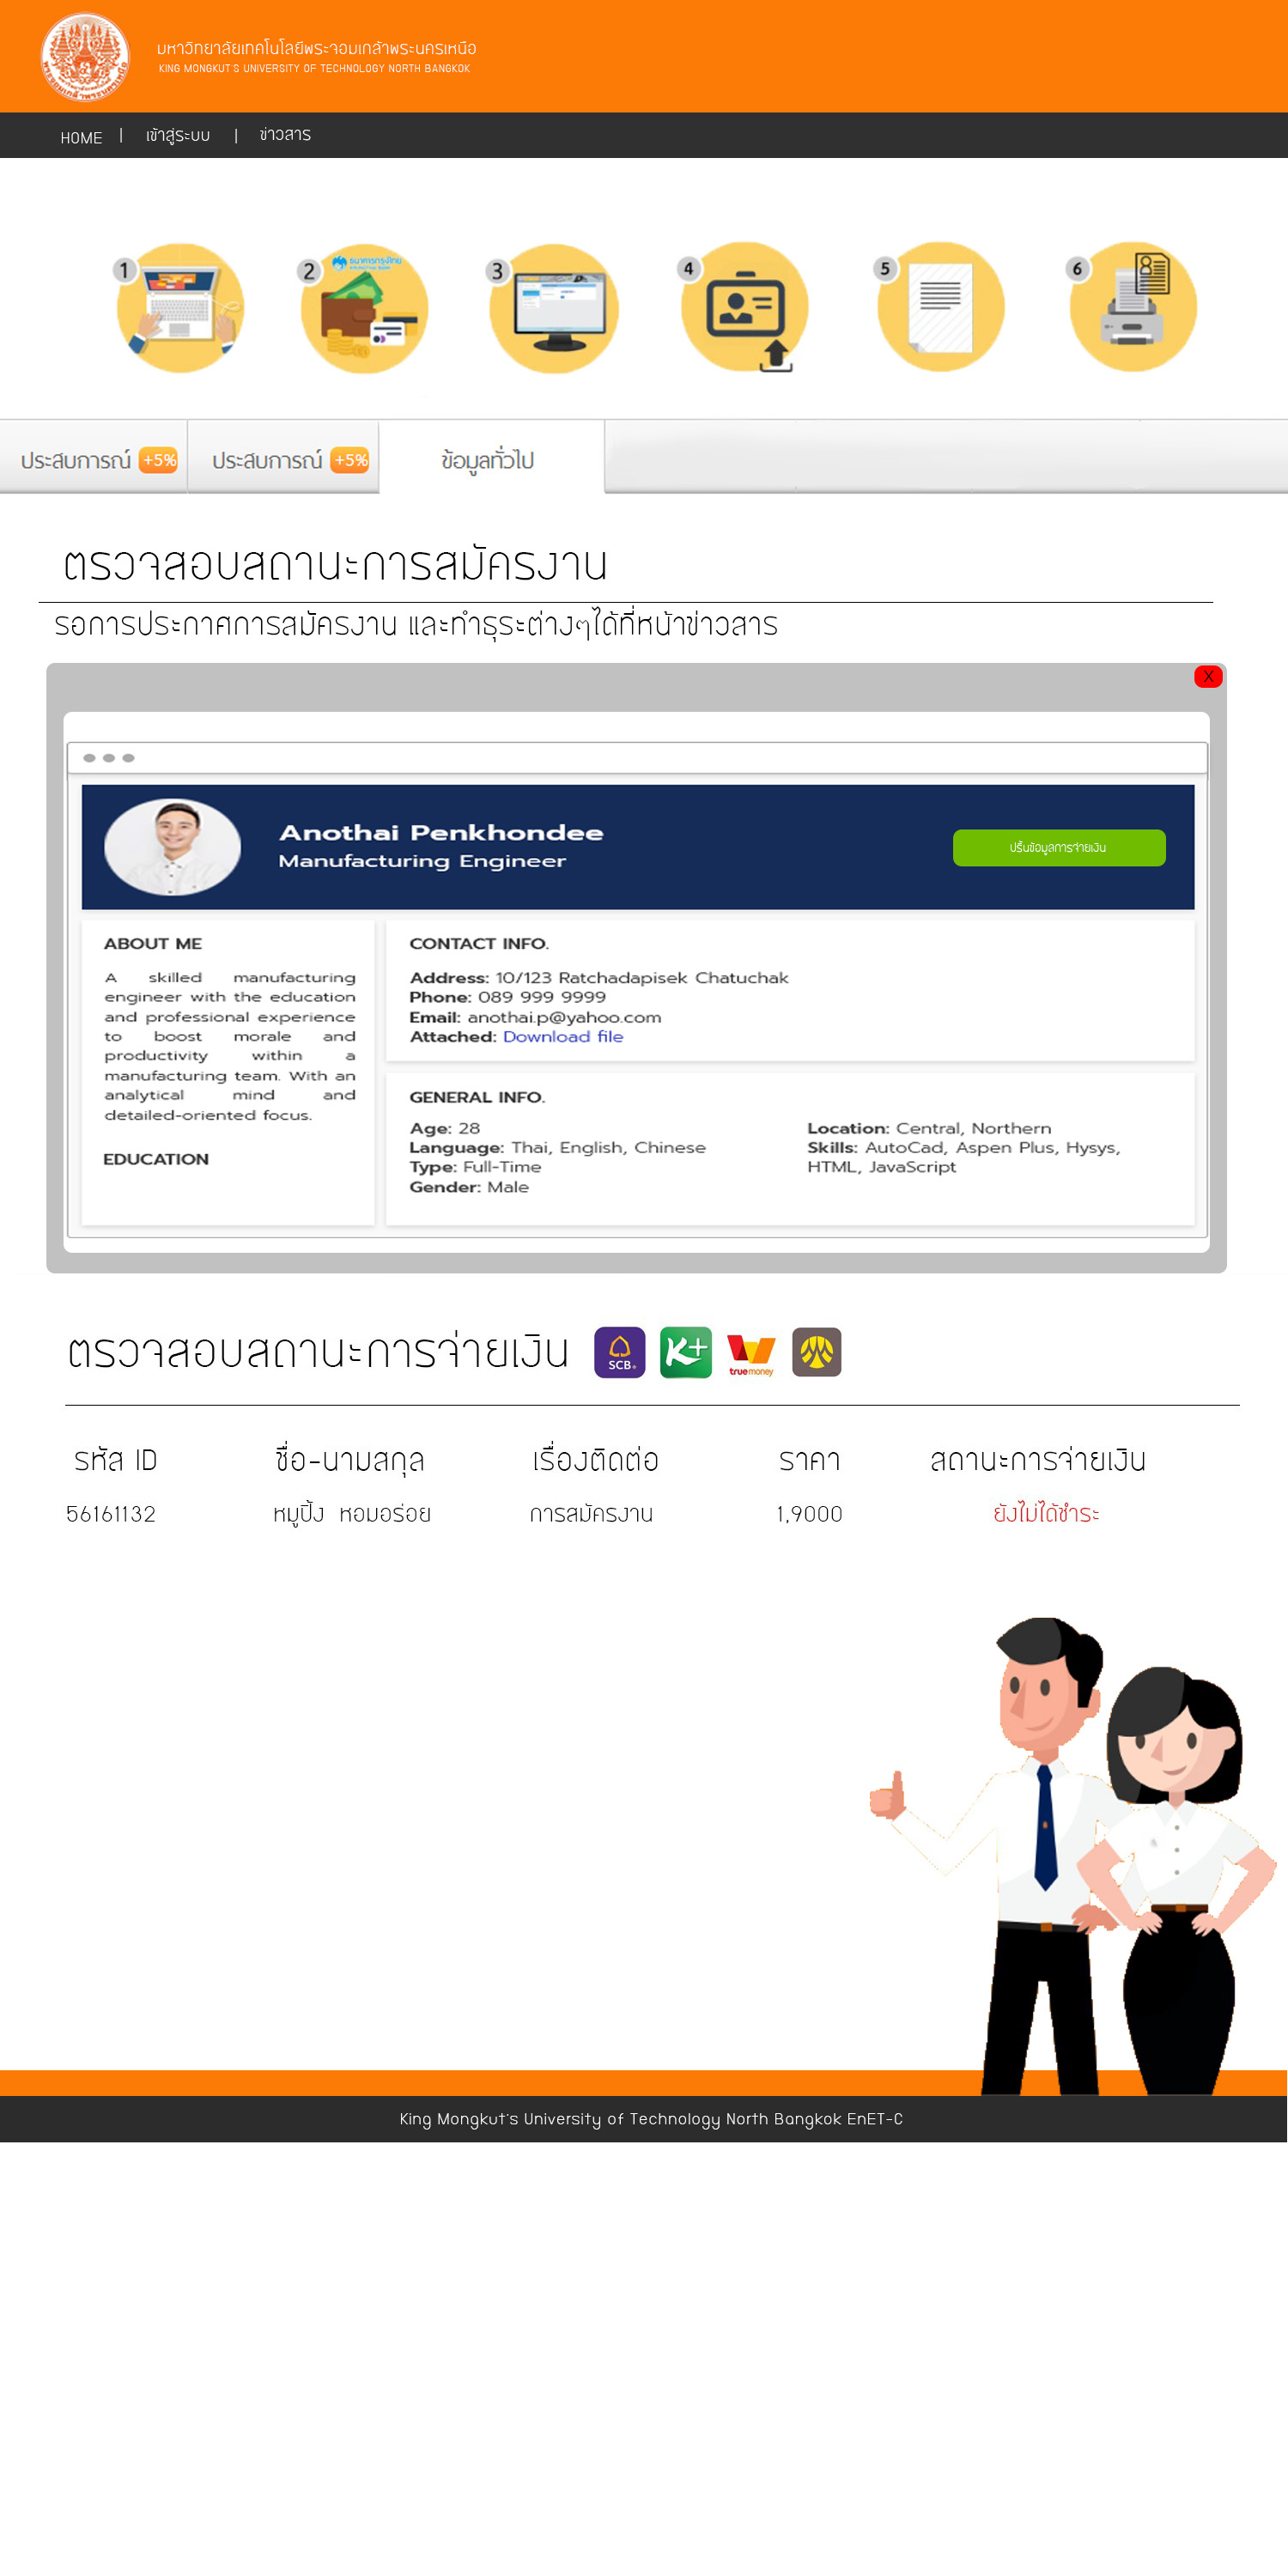 มหาวิทยาลัยเทคโนโลยีพระจอมเกล้าพระนครเหนือ
KING MONGKUT'S UNIVERSITY OF TECHNOLOGY NORTH BANGKOK
HOME | เข้าสู่ระบบ | ข่าวสาร
1 2 3 4 5 6
ธนาคารกรุงไทย
ประสบการณ์ +5% ประสบการณ์ +5% ข้อมูลทั่วไป
ตรวจสอบสถานะการสมัครงาน
รอการประกาศการสมัครงาน และทำธุระต่างๆได้ที่หน้าข่าวสาร
X
Anothai Penkhondee
Manufacturing Engineer
ปริ้นข้อมูลการจ่ายเงิน
ABOUT ME
A skilled manufacturing
engineer with the education
and professional experience
to boost morale and
productivity within a
manufacturing team. With an
analytical mind and
detailed-oriented focus.
EDUCATION
CONTACT INFO.
Address: 10/123 Ratchadapisek Chatuchak
Phone: 089 999 9999
Email: anothai.p@yahoo.com
Attached: Download file
GENERAL INFO.
Age: 28
Language: Thai, English, Chinese
Type: Full-Time
Gender: Male
Location: Central, Northern
Skills: AutoCad, Aspen Plus, Hysys,
HTML, JavaScript
ตรวจสอบสถานะการจ่ายเงิน
SCB
K+
truemoney
รหัส ID ชื่อ-นามสกุล เรื่องติดต่อ ราคา สถานะการจ่ายเงิน
56161132 หมูปิ้ง หอมอร่อย การสมัครงาน 1,9000 ยังไม่ได้ชำระ
King Mongkut's University of Technology North Bangkok EnET-C